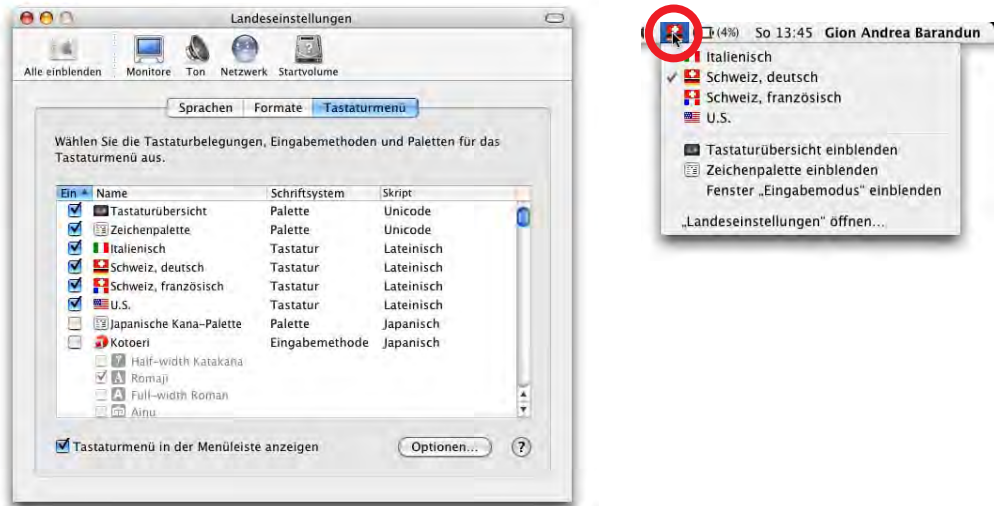 Landeseinstellungen
Alle einblenden Monitore Ton Netzwerk Startvolume
Sprachen Formate Tastaturmenü
Wählen Sie die Tastaturbelegungen, Eingabemethoden und Paletten für das
Tastaturmenü aus.
Ein Name Schriftsystem Skript
Tastaturübersicht Palette Unicode
Zeichenpalette Palette Unicode
Italienisch Tastatur Lateinisch
Schweiz, deutsch Tastatur Lateinisch
Schweiz, französisch Tastatur Lateinisch
U.S. Tastatur Lateinisch
Japanische Kana-Palette Palette Japanisch
Kotoeri Eingabemethode Japanisch
Half-width Katakana
Romaji
Full-width Roman
Ainu
Tastaturmenü in der Menüleiste anzeigen Optionen... ?
(4%) So 13:45 Gion Andrea Barandun
Italienisch
Schweiz, deutsch
Schweiz, französisch
U.S.
Tastaturübersicht einblenden
Zeichenpalette einblenden
Fenster „Eingabemodus“ einblenden
„Landeseinstellungen“ öffnen...